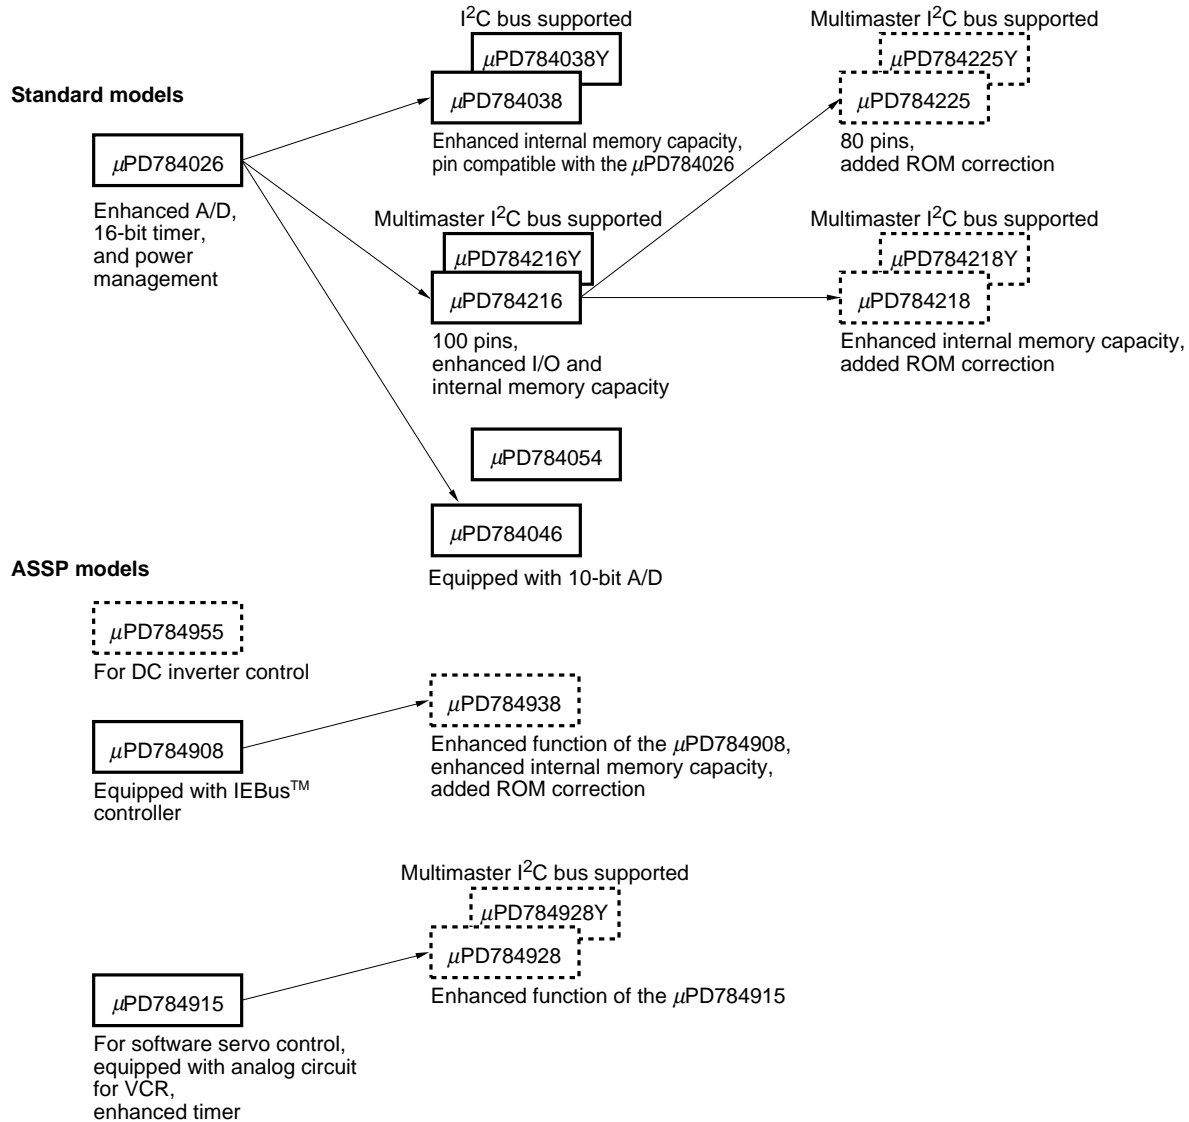 I²C bus supported
μPD784038Y
μPD784038
Enhanced internal memory capacity,
pin compatible with the μPD784026
Multimaster I²C bus supported
μPD784225Y
μPD784225
80 pins,
added ROM correction
Standard models
μPD784026
Enhanced A/D,
16-bit timer,
and power
management
Multimaster I²C bus supported
μPD784216Y
μPD784216
100 pins,
enhanced I/O and
internal memory capacity
Multimaster I²C bus supported
μPD784218Y
μPD784218
Enhanced internal memory capacity,
added ROM correction
μPD784054
μPD784046
Equipped with 10-bit A/D
ASSP models
μPD784955
For DC inverter control
μPD784908
Equipped with IEBus™
controller
μPD784938
Enhanced function of the μPD784908,
enhanced internal memory capacity,
added ROM correction
Multimaster I²C bus supported
μPD784928Y
μPD784928
Enhanced function of the μPD784915
μPD784915
For software servo control,
equipped with analog circuit
for VCR,
enhanced timer